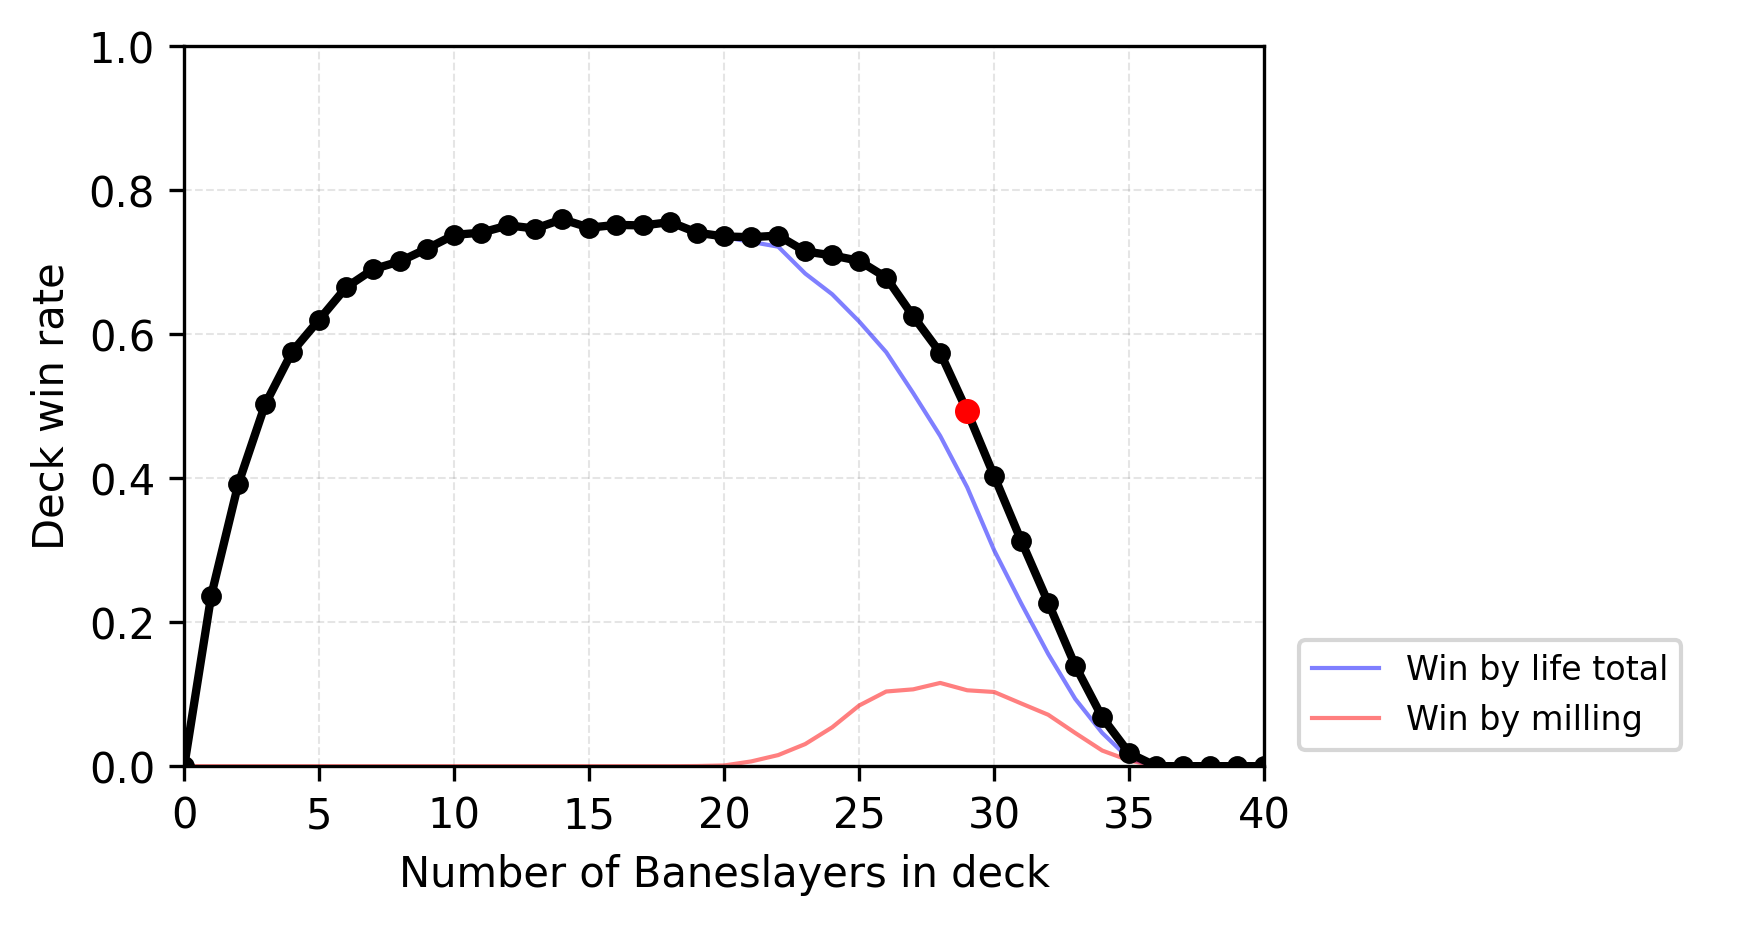 1.0
0.8
0.6
0.4
0.2
0.0
Deck win rate
0 5 10 15 20 25 30 35 40
Number of Baneslayers in deck
Win by life total
Win by milling